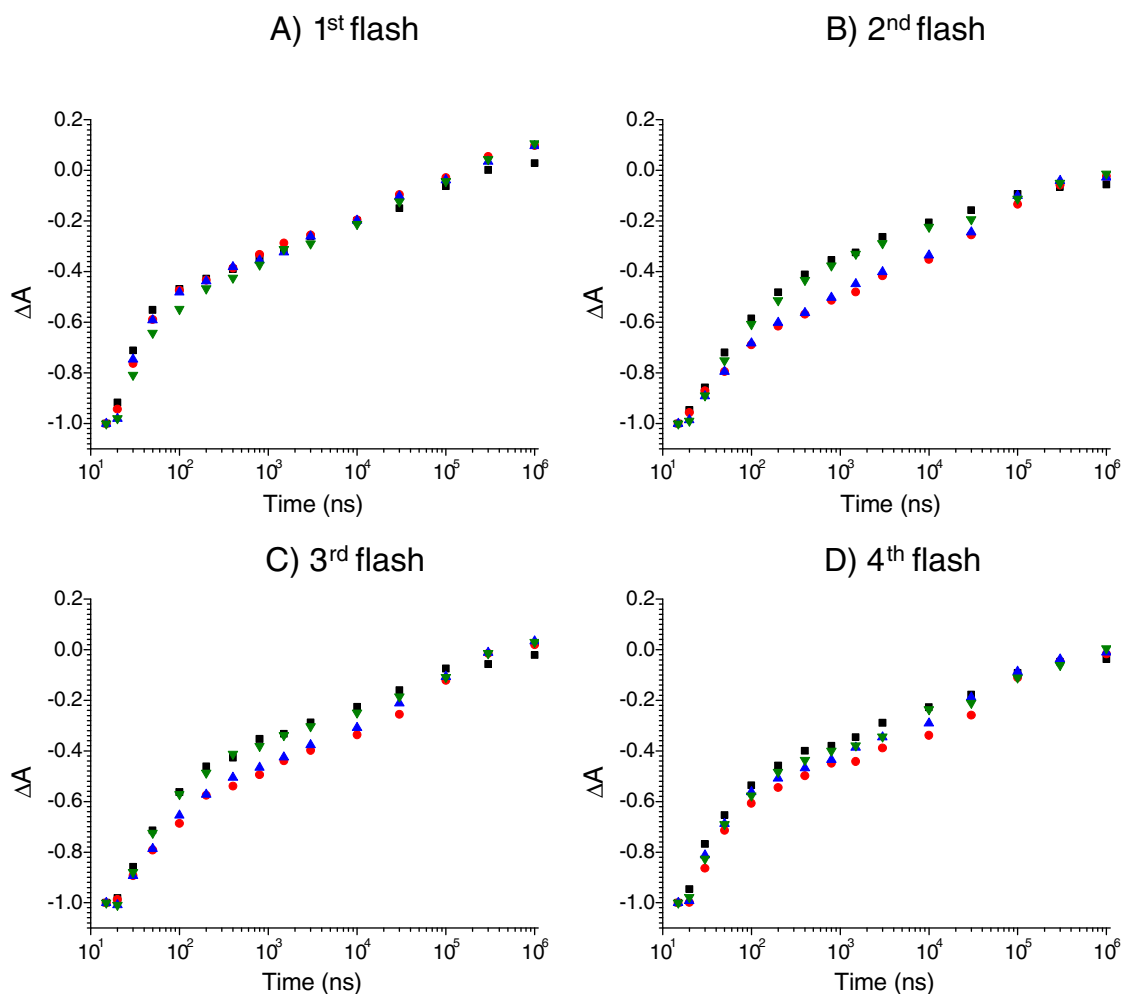 A) 1st flash
0.2
0.0
-0.2
-0.4
-0.6
-0.8
-1.0
ΔA
10¹ 10² 10³ 10⁴ 10⁵ 10⁶
Time (ns)
B) 2nd flash
0.2
0.0
-0.2
-0.4
-0.6
-0.8
-1.0
ΔA
10¹ 10² 10³ 10⁴ 10⁵ 10⁶
Time (ns)
C) 3rd flash
0.2
0.0
-0.2
-0.4
-0.6
-0.8
-1.0
ΔA
10¹ 10² 10³ 10⁴ 10⁵ 10⁶
Time (ns)
D) 4th flash
0.2
0.0
-0.2
-0.4
-0.6
-0.8
-1.0
ΔA
10¹ 10² 10³ 10⁴ 10⁵ 10⁶
Time (ns)